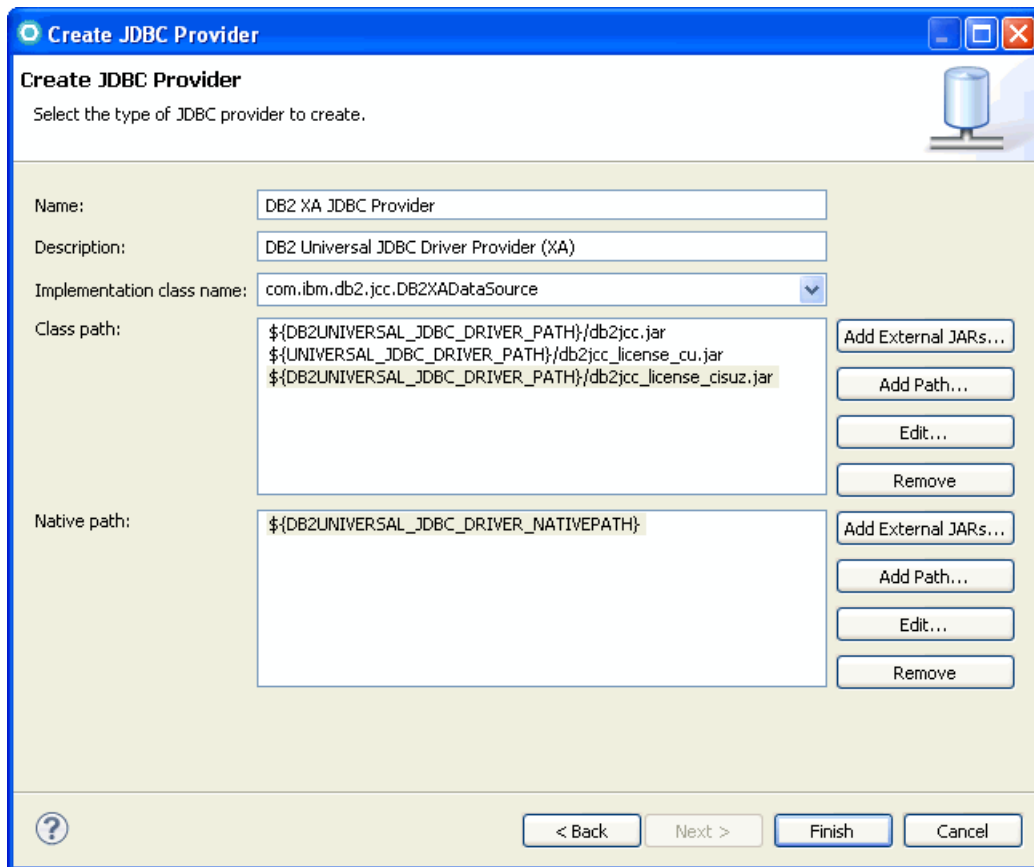 Create JDBC Provider
Create JDBC Provider
Select the type of JDBC provider to create.
Name: DB2 XA JDBC Provider
Description: DB2 Universal JDBC Driver Provider (XA)
Implementation class name: com.ibm.db2.jcc.DB2XADataSource
Class path:
${DB2UNIVERSAL_JDBC_DRIVER_PATH}/db2jcc.jar
${UNIVERSAL_JDBC_DRIVER_PATH}/db2jcc_license_cu.jar
${DB2UNIVERSAL_JDBC_DRIVER_PATH}/db2jcc_license_cisuz.jar
Add External JARs...
Add Path...
Edit...
Remove
Native path:
${DB2UNIVERSAL_JDBC_DRIVER_NATIVEPATH}
Add External JARs...
Add Path...
Edit...
Remove
? < Back Next > Finish Cancel